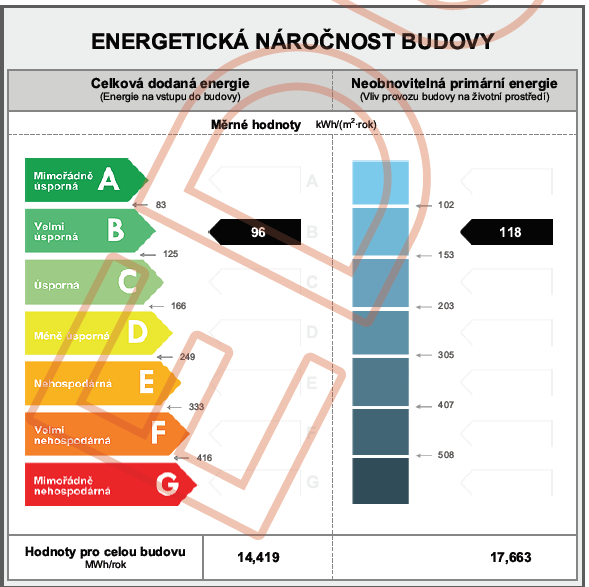 ENERGETICKÁ NÁROČNOST BUDOVY
Celková dodaná energie
(Energie na vstupu do budovy)
Neobnovitelná primární energie
(Vliv provozu budovy na životní prostředí)
Měrné hodnoty kWh/(m²·rok)
Mimořádně
úsporná
A
A
83
102
Velmi
úsporná
B
96
B
118
125
153
Úsporná
C
C
166
203
Méně úsporná
D
D
249
305
Nehospodárná
E
E
333
407
Velmi
nehospodárná
F
F
416
508
Mimořádně
nehospodárná
G
G
Hodnoty pro celou budovu
MWh/rok
14,419
17,663